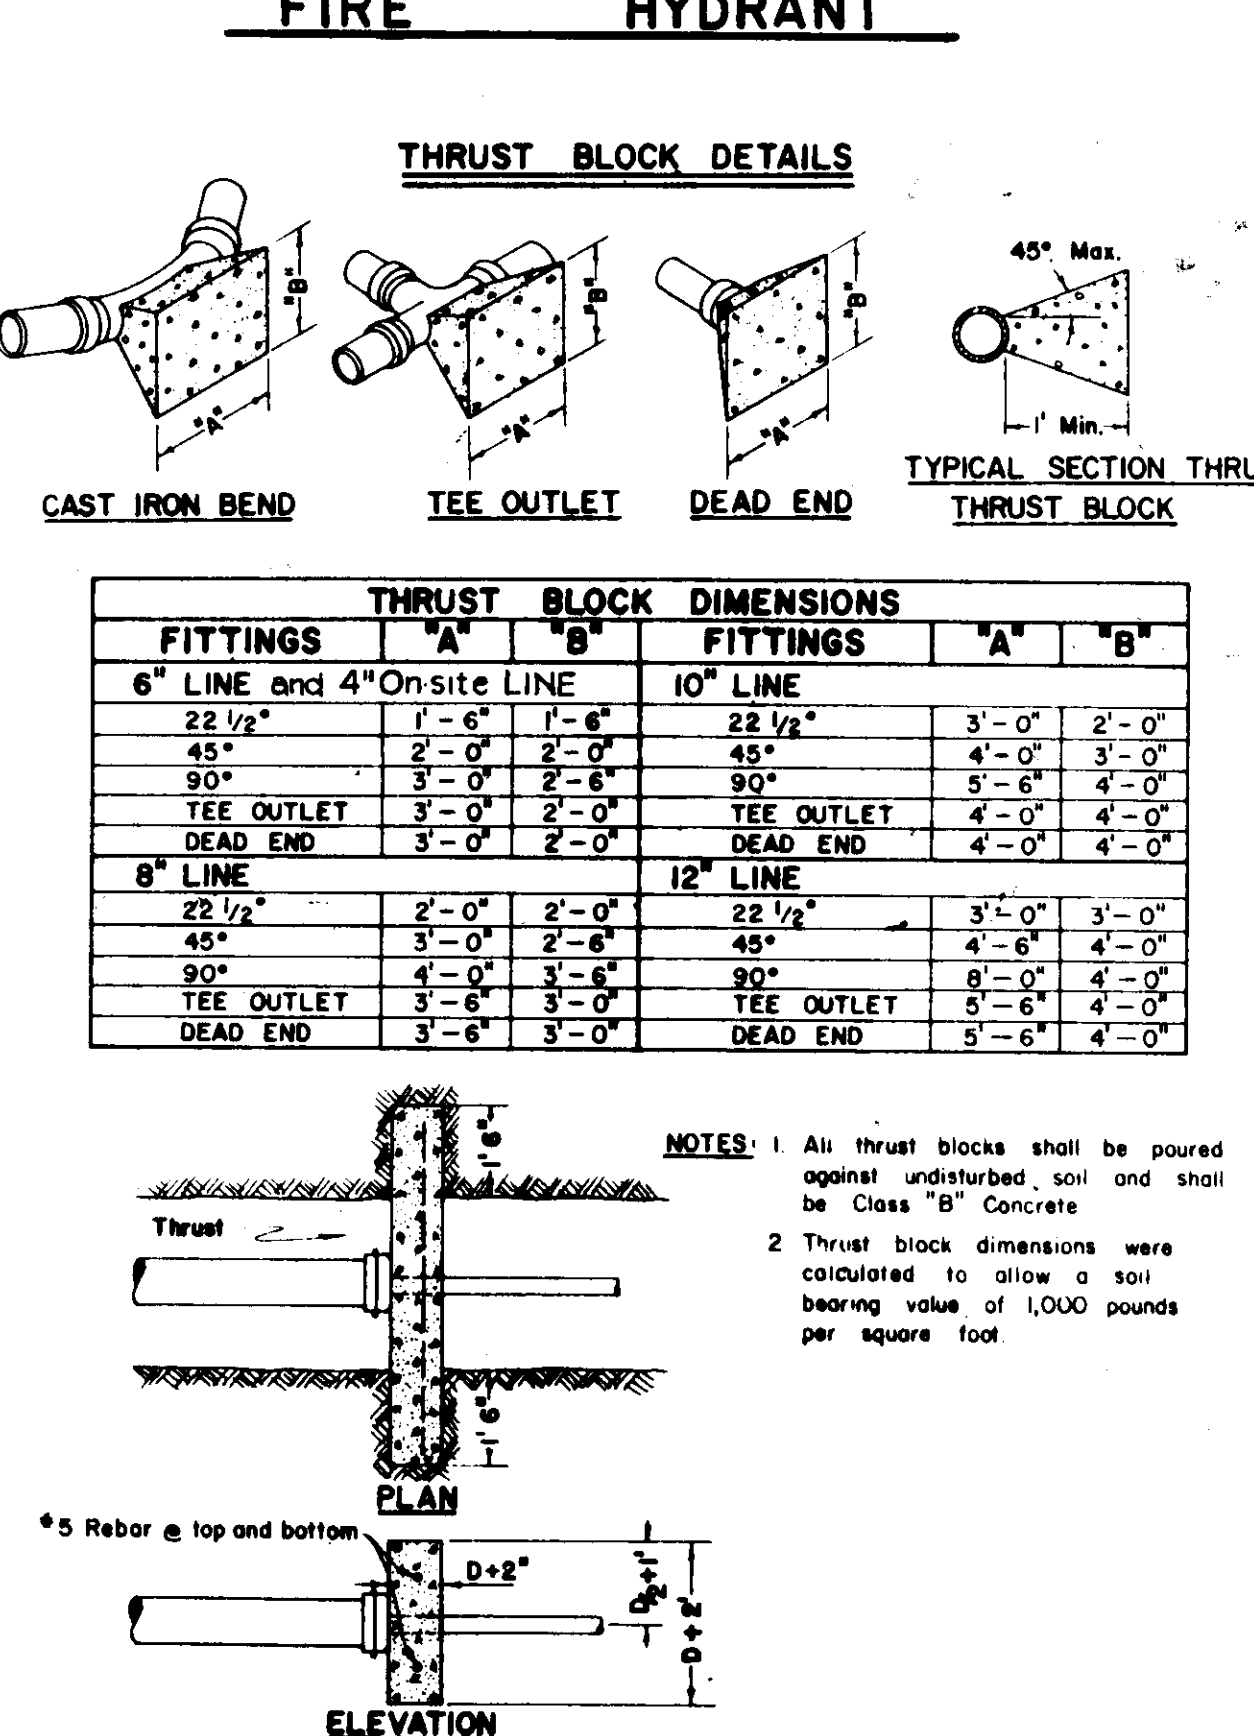 FIRE HYDRANT
THRUST BLOCK DETAILS
"B"
"A"
CAST IRON BEND
"B"
"A"
TEE OUTLET
"B"
"A"
DEAD END
45° Max.
1' Min.
TYPICAL SECTION THRU
THRUST BLOCK
THRUST BLOCK DIMENSIONS
FITTINGS "A" "B" FITTINGS "A" "B"
6" LINE and 4" On-site LINE 10" LINE
22 1/2° 1'-6" 1'-6" 22 1/2° 3'-0" 2'-0"
45° 2'-0" 2'-0" 45° 4'-0" 3'-0"
90° 3'-0" 2'-6" 90° 5'-6" 4'-0"
TEE OUTLET 3'-0" 2'-0" TEE OUTLET 4'-0" 4'-0"
DEAD END 3'-0" 2'-0" DEAD END 4'-0" 4'-0"
8" LINE 12" LINE
22 1/2° 2'-0" 2'-0" 22 1/2° 3'-0" 3'-0"
45° 3'-0" 2'-6" 45° 4'-6" 4'-0"
90° 4'-0" 3'-6" 90° 8'-0" 4'-0"
TEE OUTLET 3'-6" 3'-0" TEE OUTLET 5'-6" 4'-0"
DEAD END 3'-6" 3'-0" DEAD END 5'-6" 4'-0"
1' 6"
Thrust
1' 6"
PLAN
NOTES: 1. All thrust blocks shall be poured
against undisturbed soil and shall
be Class "B" Concrete
2 Thrust block dimensions were
calculated to allow a soil
bearing value of 1,000 pounds
per square foot.
#5 Rebar @ top and bottom
D+2"
D/2+1'
D+2'
ELEVATION